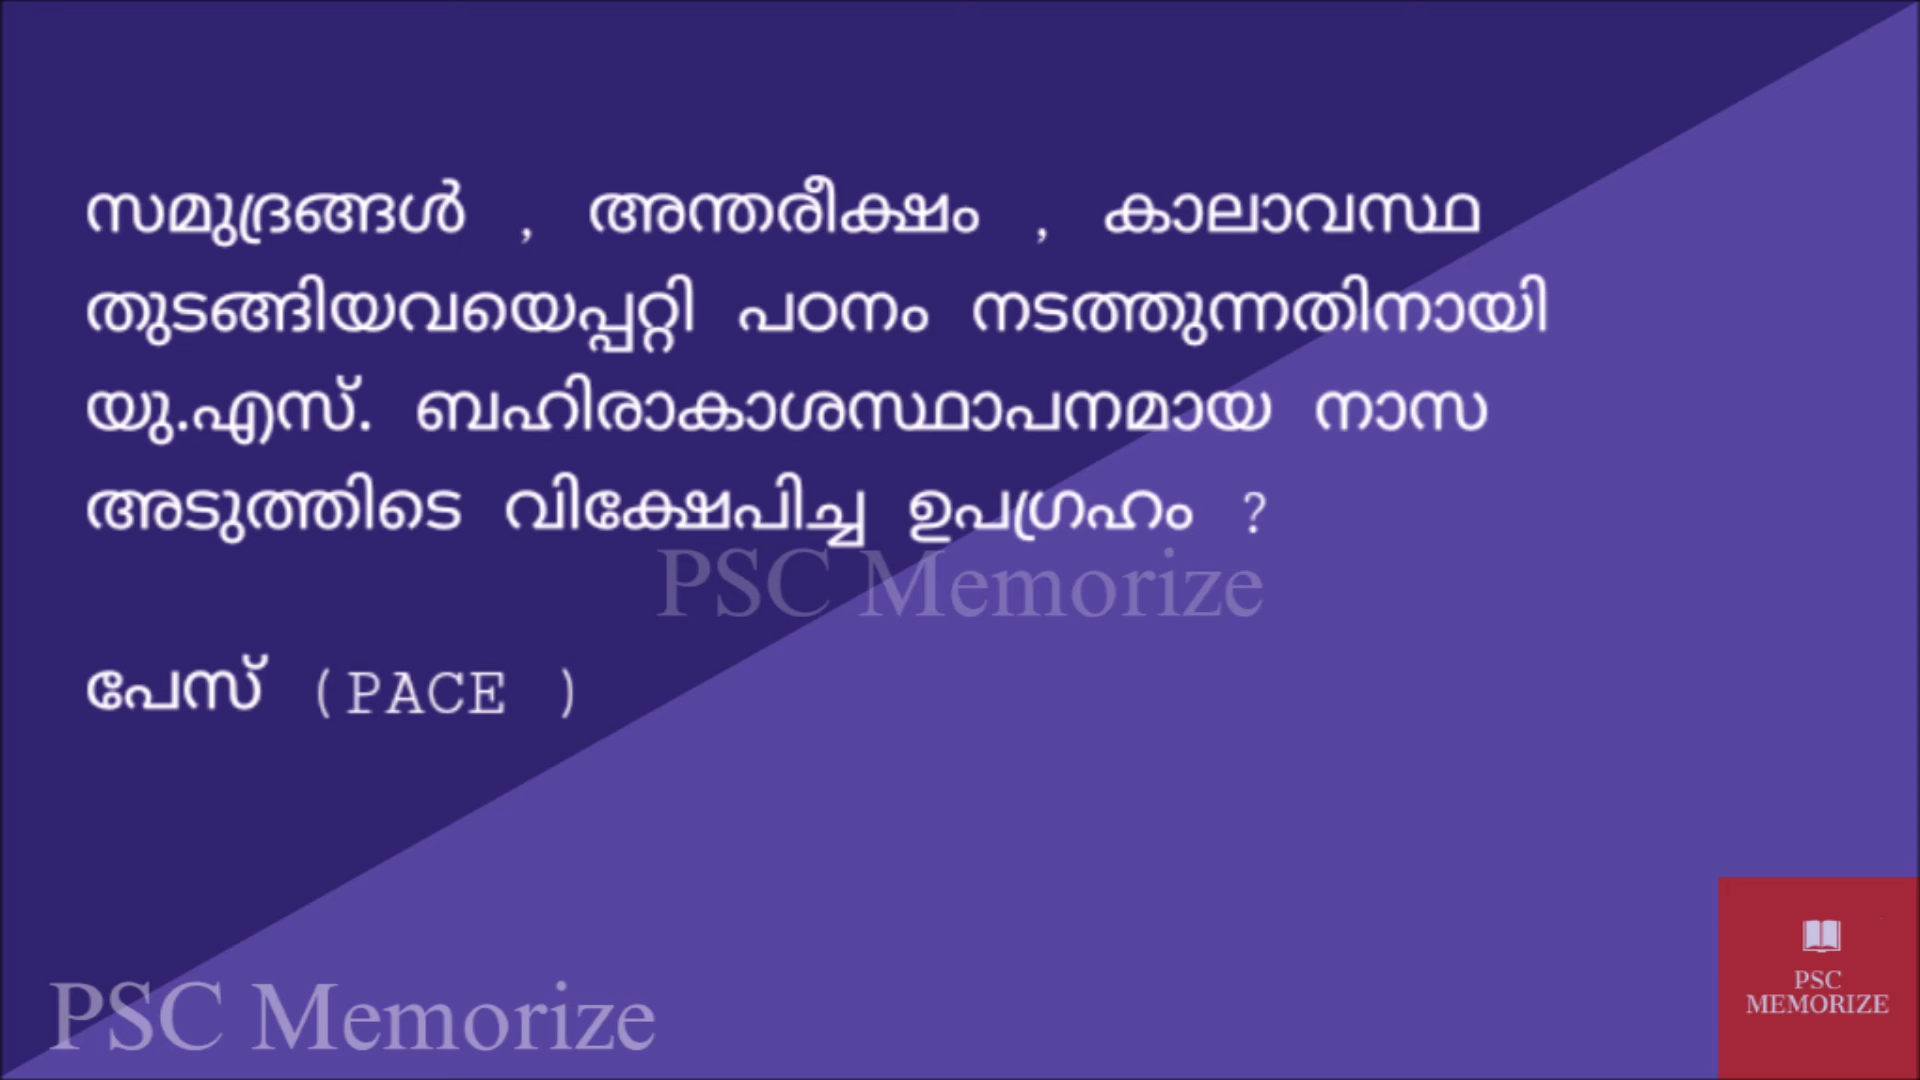 സമുദ്രങ്ങൾ , അന്തരീക്ഷം , കാലാവസ്ഥ
തുടങ്ങിയവയെപ്പറ്റി പഠനം നടത്തുന്നതിനായി
യു.എസ്. ബഹിരാകാശസ്ഥാപനമായ നാസ
അടുത്തിടെ വിക്ഷേപിച്ച ഉപഗ്രഹം ?
PSC Memorize
പേസ് (PACE )
PSC Memorize
PSC
MEMORIZE